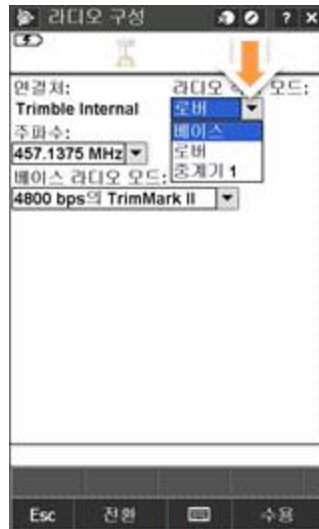 라디오 구성
연결처:
라디오 모드:
Trimble Internal
로버
주파수:
베이스
457.1375 MHz
로버
베이스 라디오 모드:
중계기 1
4800 bps의 TrimMark II
Esc 전환 수용